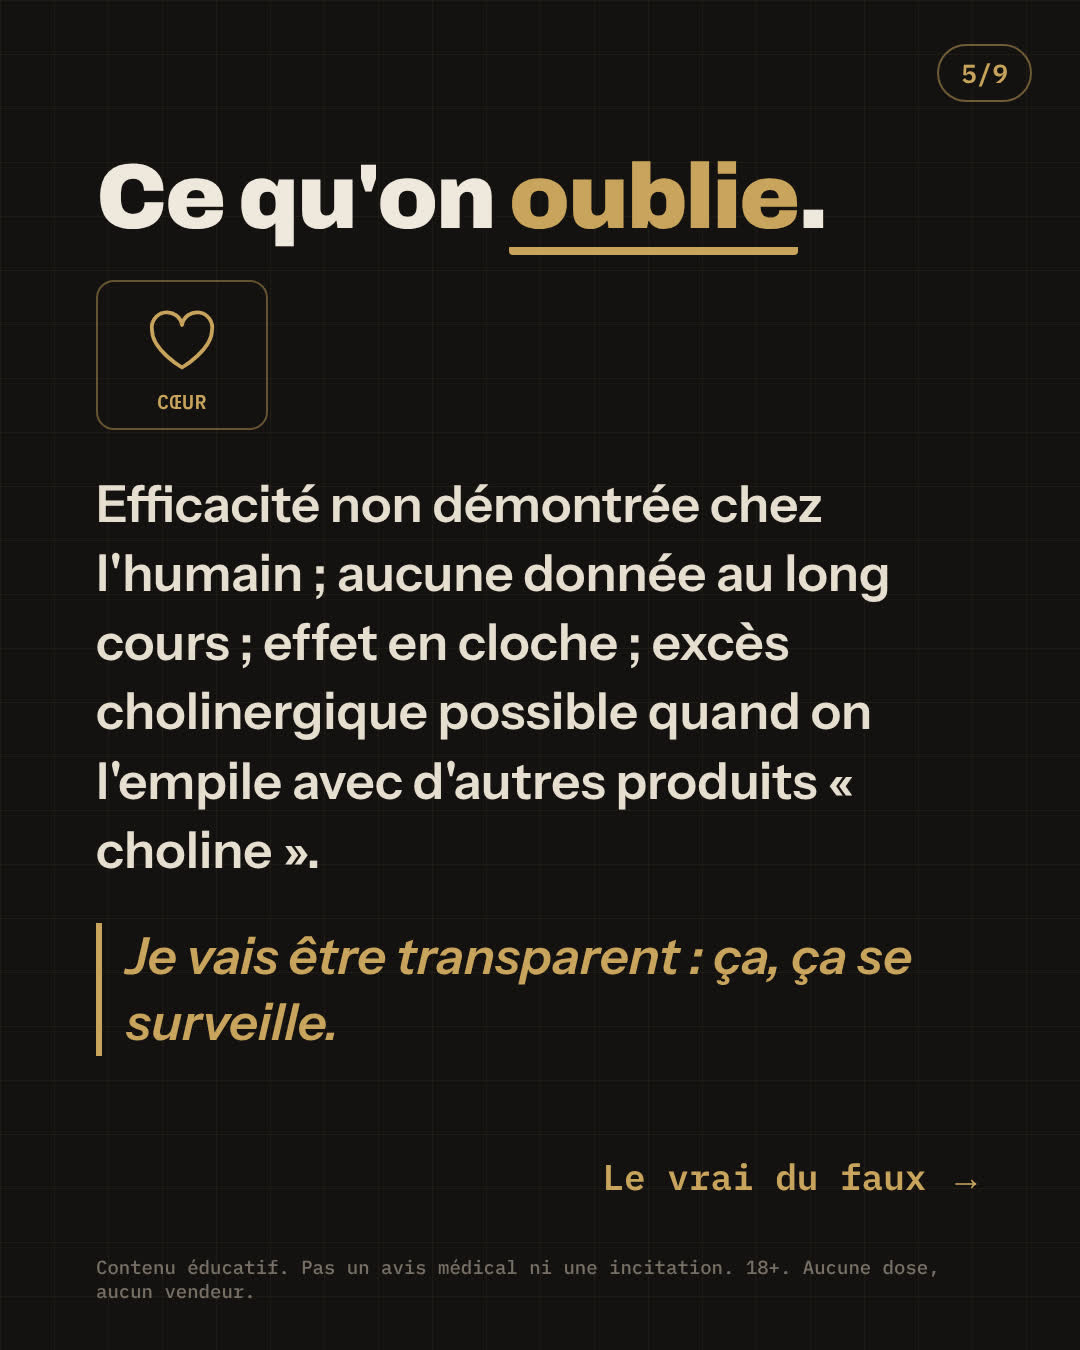 5/9
Ce qu'on oublie.
CŒUR
Efficacité non démontrée chez
l'humain ; aucune donnée au long
cours ; effet en cloche ; excès
cholinergique possible quand on
l'empile avec d'autres produits «
choline ».
Je vais être transparent : ça, ça se
surveille.
Le vrai du faux →
Contenu éducatif. Pas un avis médical ni une incitation. 18+. Aucune dose,
aucun vendeur.